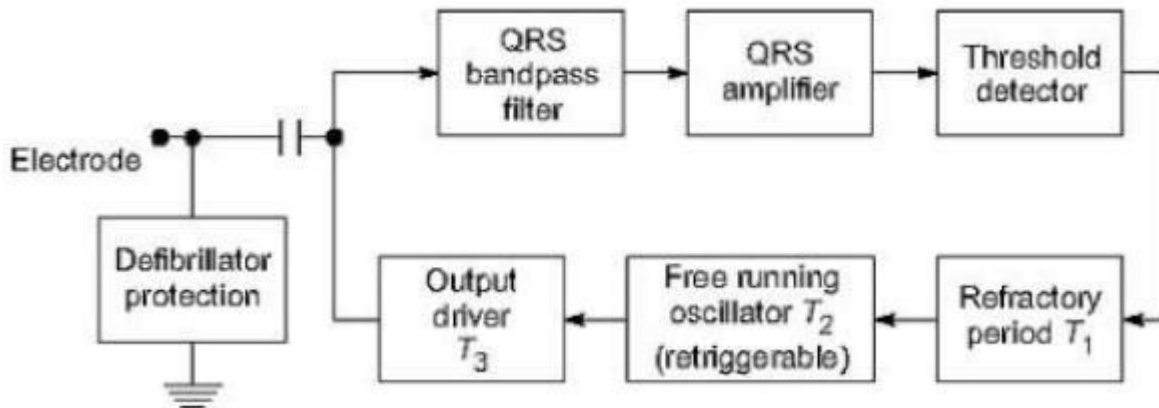 QRS
bandpass
filter
QRS
amplifier
Threshold
detector
Electrode
Defibrillator
protection
Output
driver
T3
Free running
oscillator T2
(retriggerable)
Refractory
period T1